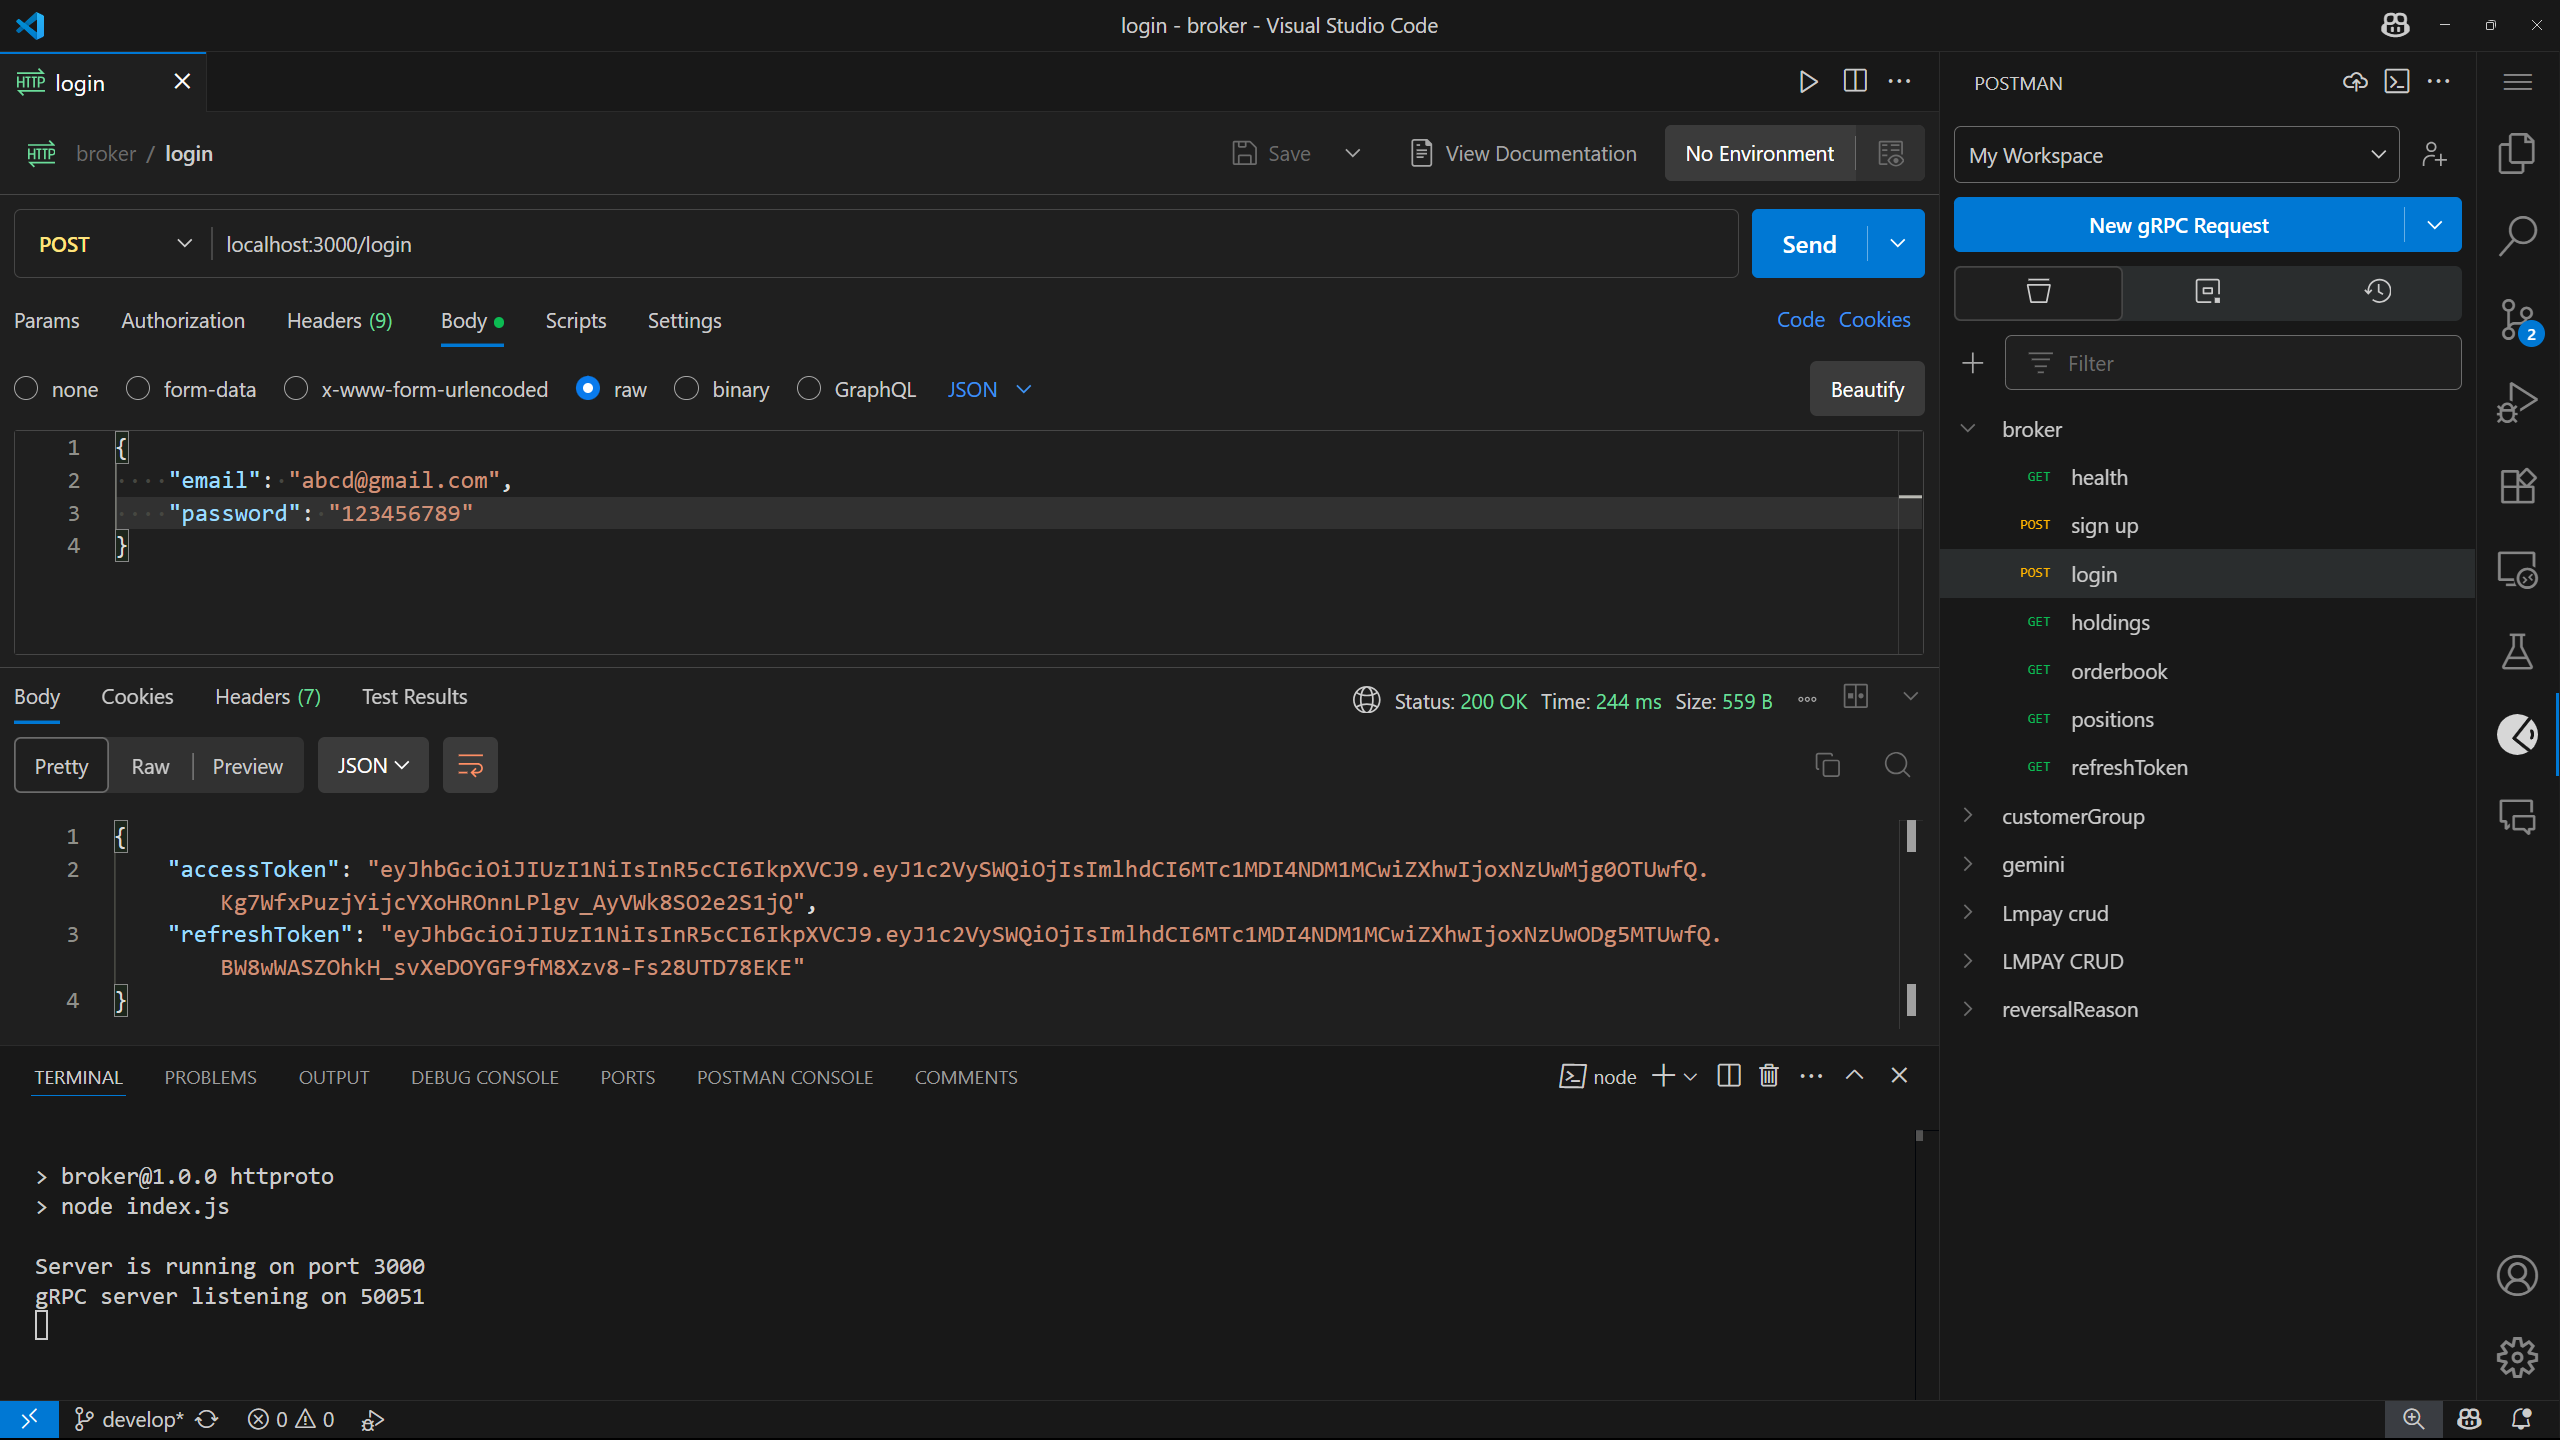 login - broker - Visual Studio Code
HTTP login
HTTP broker / login
Save
View Documentation
No Environment
POST
localhost:3000/login
Send
Params Authorization Headers (9) Body Scripts Settings
Code Cookies
none form-data x-www-form-urlencoded raw binary GraphQL JSON
Beautify
1 {
2 "email": "abcd@gmail.com",
3 "password": "123456789"
4 }
Body Cookies Headers (7) Test Results
Status: 200 OK Time: 244 ms Size: 559 B
Pretty Raw Preview JSON
1 {
2 "accessToken": "eyJhbGciOiJIUzI1NiIsInR5cCI6IkpXVCJ9.eyJ1c2VySWQiOjIsImlhdCI6MTc1MDI4NDM1MCwiZXhwIjoxNzUwMjg0OTUwfQ.
Kg7WfxPuzjYijcYXoHROnnLPlgv_AyVWk8SO2e2S1jQ",
3 "refreshToken": "eyJhbGciOiJIUzI1NiIsInR5cCI6IkpXVCJ9.eyJ1c2VySWQiOjIsImlhdCI6MTc1MDI4NDM1MCwiZXhwIjoxNzUwODg5MTUwfQ.
BW8wWASZOhkH_svXeDOYGF9fM8Xzv8-Fs28UTD78EKE"
4 }
TERMINAL PROBLEMS OUTPUT DEBUG CONSOLE PORTS POSTMAN CONSOLE COMMENTS
node
> broker@1.0.0 httproto
> node index.js
Server is running on port 3000
gRPC server listening on 50051
POSTMAN
My Workspace
New gRPC Request
Filter
broker
GET health
POST sign up
POST login
GET holdings
GET orderbook
GET positions
GET refreshToken
customerGroup
gemini
Lmpay crud
LMPAY CRUD
reversalReason
2
develop* 0 0